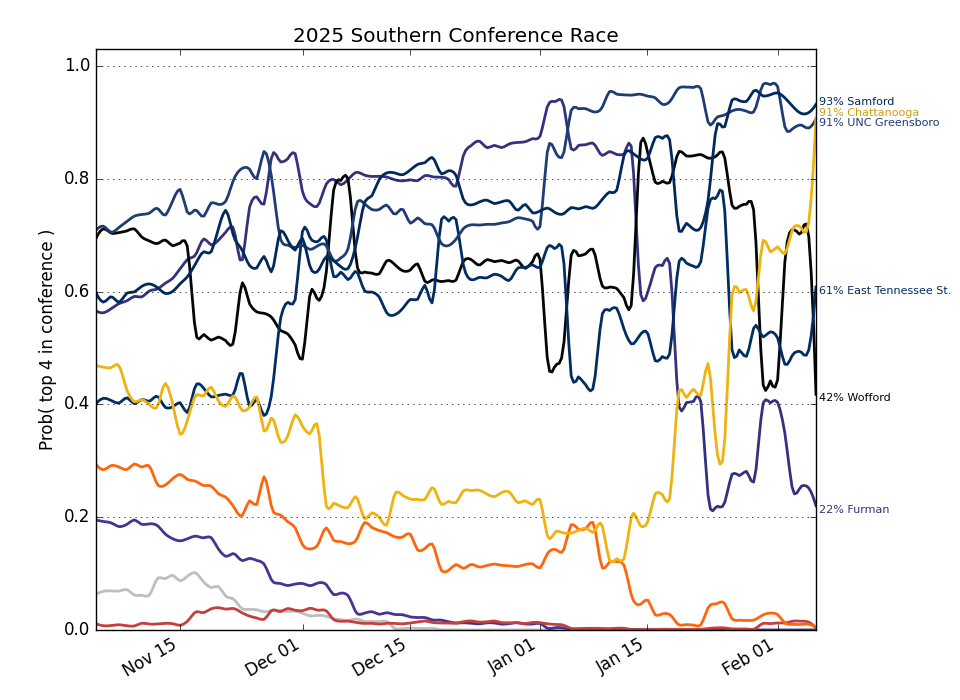 2025 Southern Conference Race
Prob( top 4 in conference )
1.0
0.8
0.6
0.4
0.2
0.0
93% Samford
91% Chattanooga
91% UNC Greensboro
61% East Tennessee St.
42% Wofford
22% Furman
Nov 15
Dec 01
Dec 15
Jan 01
Jan 15
Feb 01